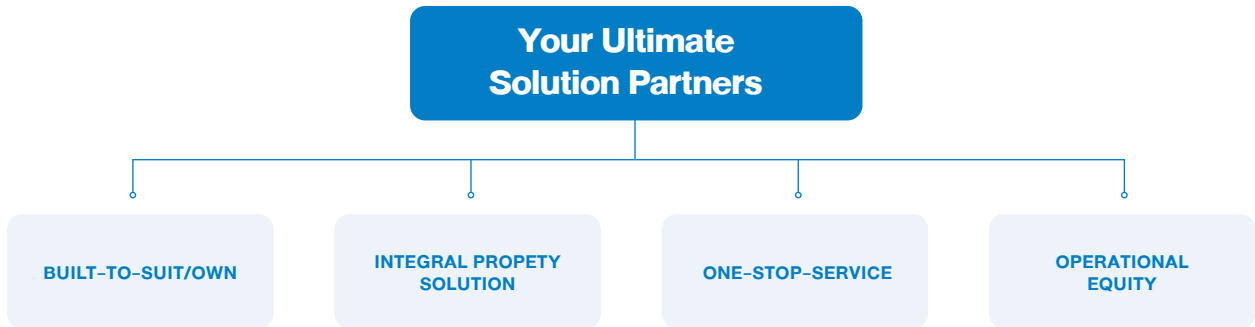 Your Ultimate
Solution Partners
BUILT-TO-SUIT/OWN
INTEGRAL PROPETY
SOLUTION
ONE-STOP-SERVICE
OPERATIONAL
EQUITY